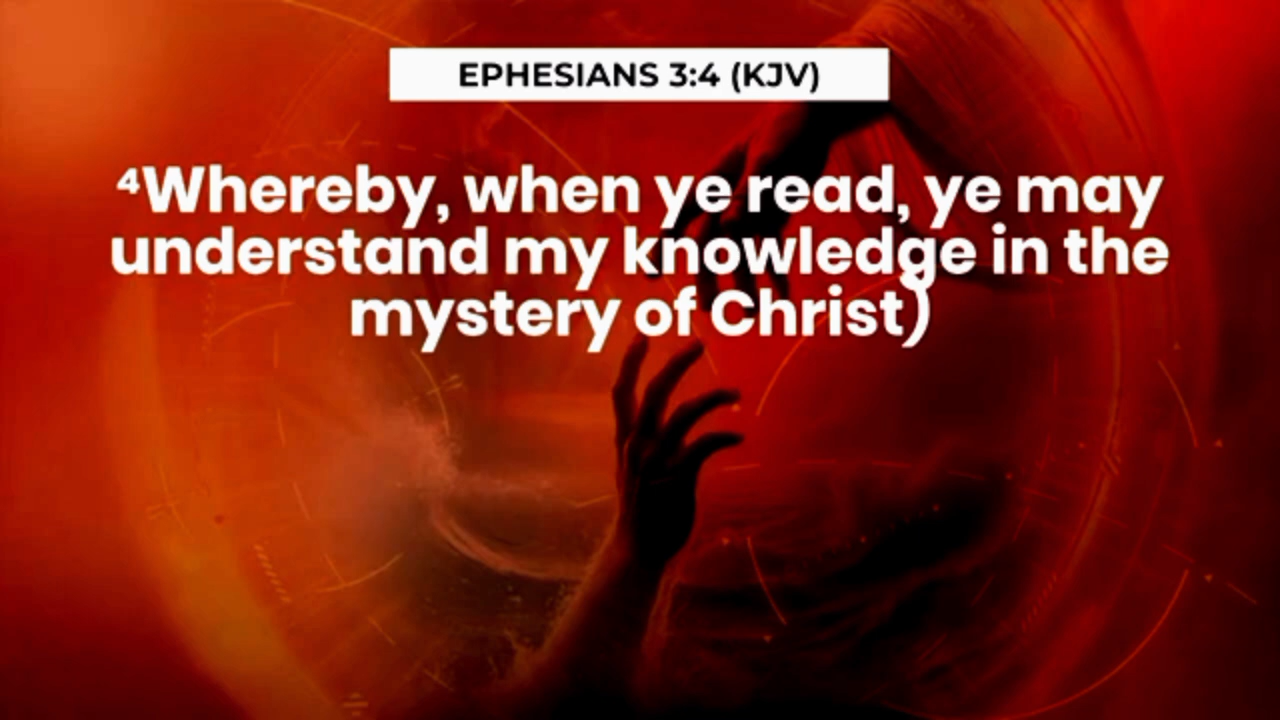 EPHESIANS 3:4 (KJV)
⁴Whereby, when ye read, ye may
understand my knowledge in the
mystery of Christ)